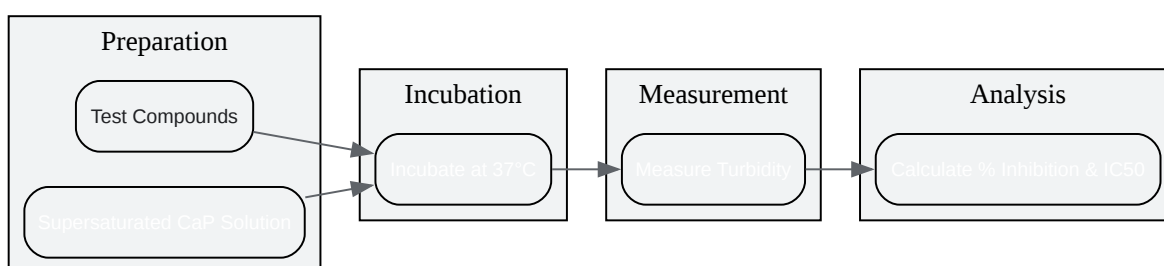 Preparation
Test Compounds
Supersaturated CaP Solution
Incubation
Incubate at 37°C
Measurement
Measure Turbidity
Analysis
Calculate % Inhibition & IC50